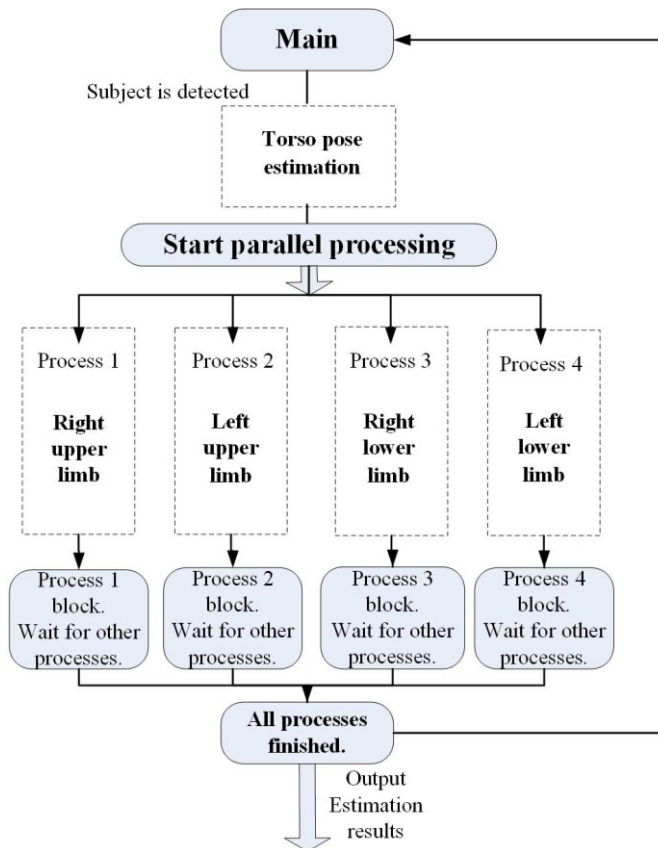 Main
Subject is detected
Torso pose
estimation
Start parallel processing
Process 1
Right
upper
limb
Process 2
Left
upper
limb
Process 3
Right
lower
limb
Process 4
Left
lower
limb
Process 1
block.
Wait for other
processes.
Process 2
block.
Wait for other
processes.
Process 3
block.
Wait for other
processes.
Process 4
block.
Wait for other
processes.
All processes
finished.
Output
Estimation
results